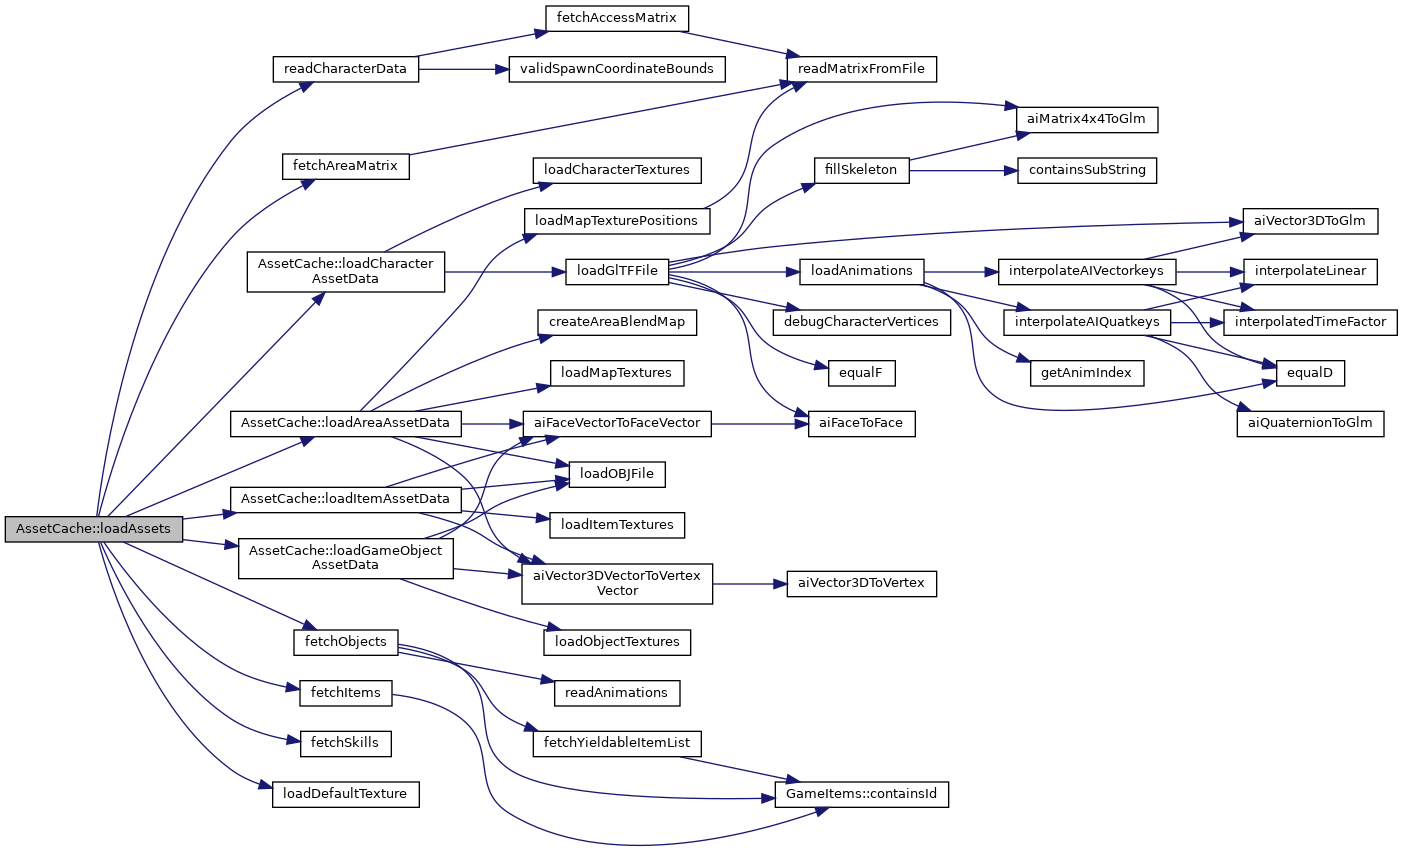 fetchAccessMatrix
readCharacterData
validSpawnCoordinateBounds
readMatrixFromFile
aiMatrix4x4ToGlm
fetchAreaMatrix
loadCharacterTextures
fillSkeleton
containsSubString
loadMapTexturePositions
aiVector3DToGlm
AssetCache::loadCharacter
AssetData
loadGlTFFile
loadAnimations
interpolateAIVectorkeys
interpolateLinear
createAreaBlendMap
debugCharacterVertices
interpolateAIQuatkeys
interpolatedTimeFactor
loadMapTextures
equalF
getAnimIndex
equalD
AssetCache::loadAreaAssetData
aiFaceVectorToFaceVector
aiFaceToFace
aiQuaternionToGlm
loadOBJFile
AssetCache::loadItemAssetData
AssetCache::loadAssets
loadItemTextures
AssetCache::loadGameObject
AssetData
aiVector3DVectorToVertex
Vector
aiVector3DToVertex
fetchObjects
loadObjectTextures
fetchItems
readAnimations
fetchSkills
fetchYieldableItemList
loadDefaultTexture
GameItems::containsId